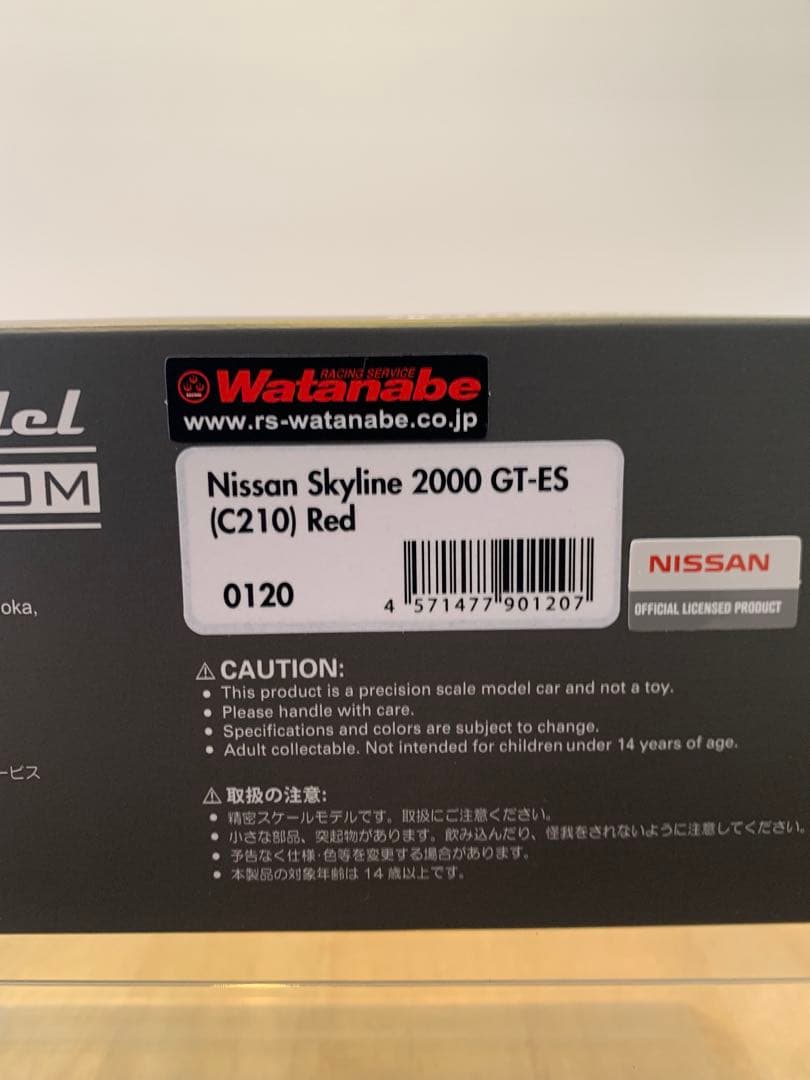 RACING SERVICE
Watanabe
www.rs-watanabe.co.jp
Nissan Skyline 2000 GT-ES
(C210) Red
0120
4 571477 901207
NISSAN
OFFICIAL LICENSED PRODUCT
oka,
⚠ CAUTION:
• This product is a precision scale model car and not a toy.
• Please handle with care.
• Specifications and colors are subject to change.
• Adult collectable. Not intended for children under 14 years of age.
ービス
⚠ 取扱の注意:
• 精密スケールモデルです。取扱にご注意ください。
• 小さな部品、突起物があります。飲み込んだり、怪我をされないように注意してください。
• 予告なく仕様・色等を変更する場合があります。
• 本製品の対象年齢は 14 歳以上です。